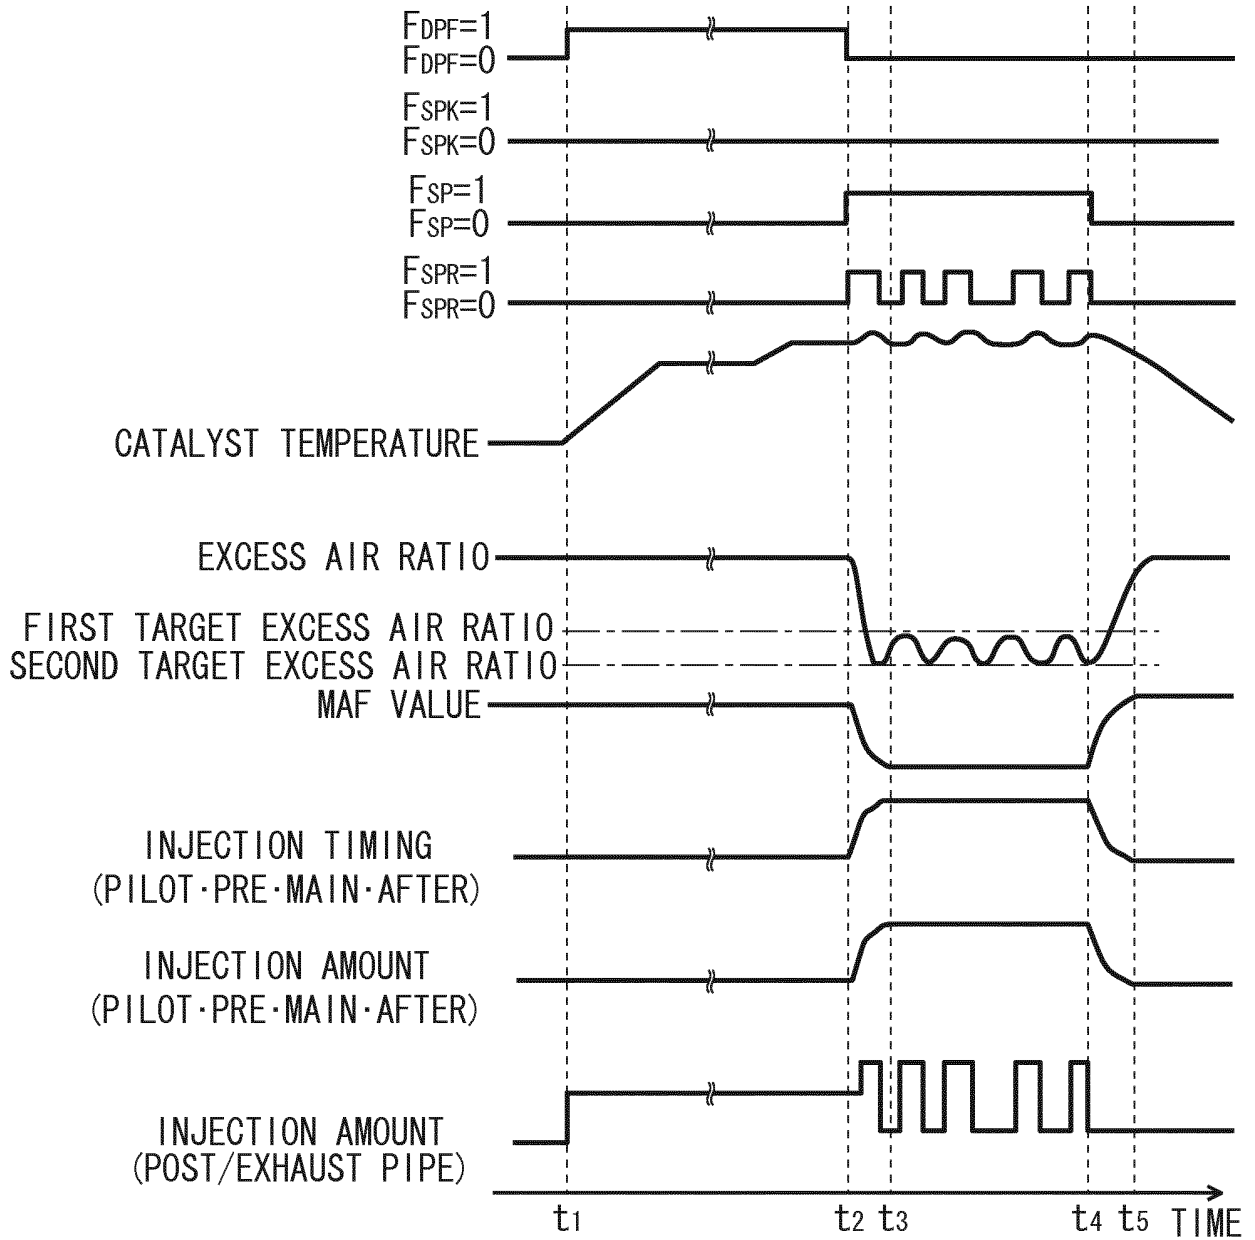 FDPF=1
FDPF=0
FSPK=1
FSPK=0
FSP=1
FSP=0
FSPR=1
FSPR=0
CATALYST TEMPERATURE
EXCESS AIR RATIO
FIRST TARGET EXCESS AIR RATIO
SECOND TARGET EXCESS AIR RATIO
MAF VALUE
INJECTION TIMING
(PILOT·PRE·MAIN·AFTER)
INJECTION AMOUNT
(PILOT·PRE·MAIN·AFTER)
INJECTION AMOUNT
(POST/EXHAUST PIPE)
t1 t2 t3 t4 t5 TIME